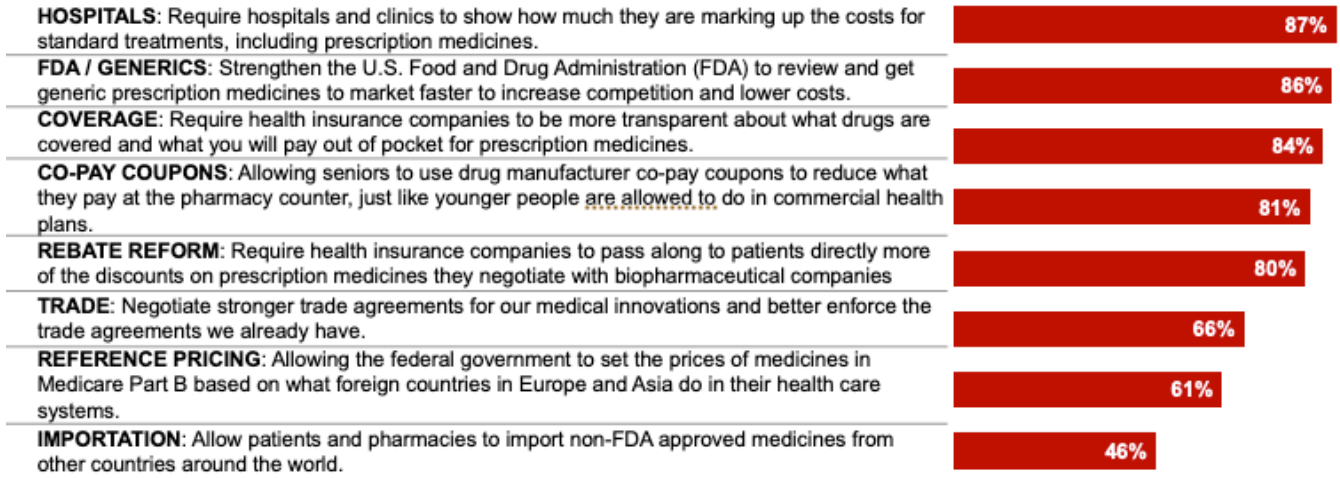 HOSPITALS: Require hospitals and clinics to show how much they are marking up the costs for
standard treatments, including prescription medicines.
87%
FDA / GENERICS: Strengthen the U.S. Food and Drug Administration (FDA) to review and get
generic prescription medicines to market faster to increase competition and lower costs.
86%
COVERAGE: Require health insurance companies to be more transparent about what drugs are
covered and what you will pay out of pocket for prescription medicines.
84%
CO-PAY COUPONS: Allowing seniors to use drug manufacturer co-pay coupons to reduce what
they pay at the pharmacy counter, just like younger people are allowed to do in commercial health
plans.
81%
REBATE REFORM: Require health insurance companies to pass along to patients directly more
of the discounts on prescription medicines they negotiate with biopharmaceutical companies
80%
TRADE: Negotiate stronger trade agreements for our medical innovations and better enforce the
trade agreements we already have.
66%
REFERENCE PRICING: Allowing the federal government to set the prices of medicines in
Medicare Part B based on what foreign countries in Europe and Asia do in their health care
systems.
61%
IMPORTATION: Allow patients and pharmacies to import non-FDA approved medicines from
other countries around the world.
46%